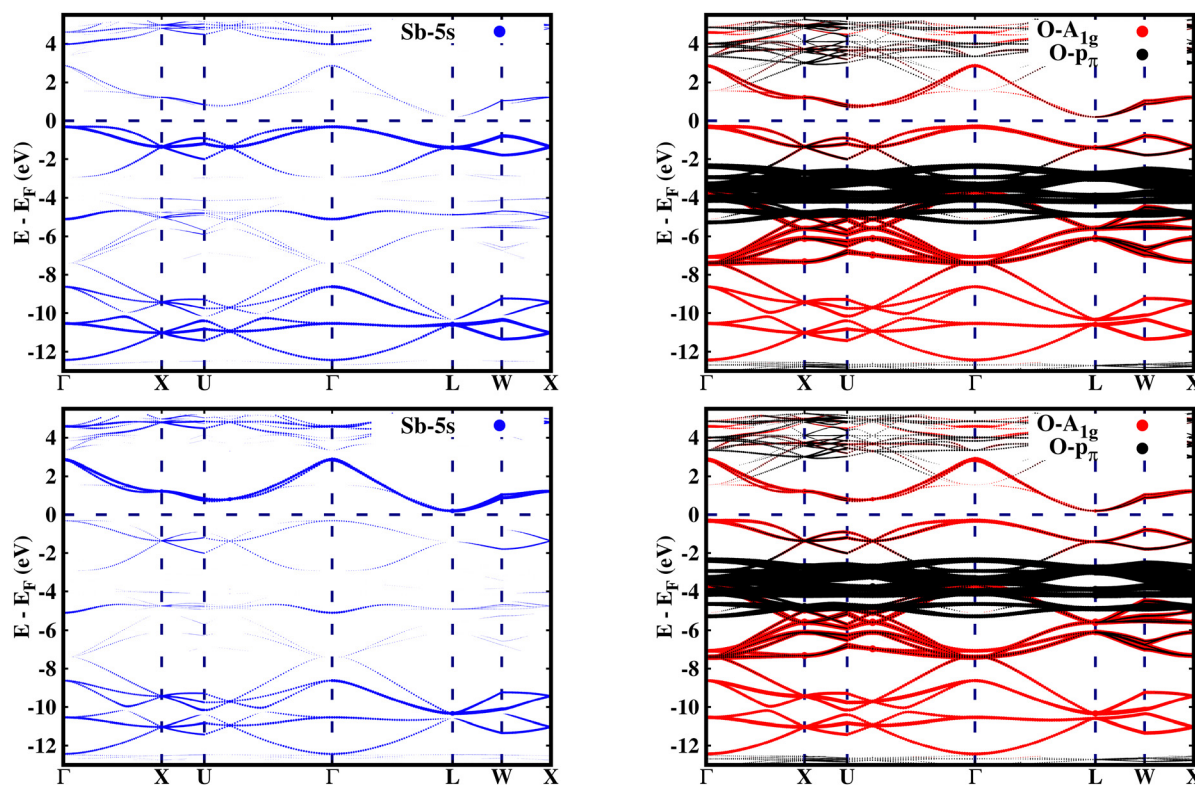 Sb-5s
E - E_F (eV)
4
2
0
-2
-4
-6
-8
-10
-12
Γ X U Γ L W X
O-A_1g
O-p_π
E - E_F (eV)
4
2
0
-2
-4
-6
-8
-10
-12
Γ X U Γ L W X
Sb-5s
E - E_F (eV)
4
2
0
-2
-4
-6
-8
-10
-12
Γ X U Γ L W X
O-A_1g
O-p_π
E - E_F (eV)
4
2
0
-2
-4
-6
-8
-10
-12
Γ X U Γ L W X